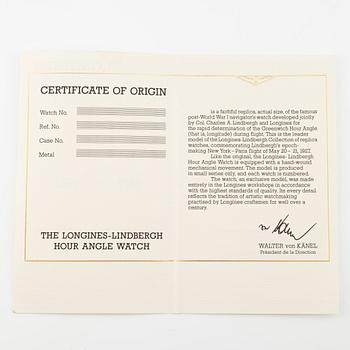 CERTIFICATE OF ORIGIN
Watch No.
Ref. No.
Case No.
Metal
THE LONGINES-LINDBERGH
HOUR ANGLE WATCH
is a faithful replica, actual size, of the famous
post-World War I navigator's watch developed jointly
by Col. Charles A. Lindbergh and Longines for
the rapid determination of the Greenwich Hour Angle
(that is, longitude) during flight. This is the leader
model of the Longines-Lindbergh Collection of replica
watches, commemorating Lindbergh's epoch-
making New York - Paris flight of May 20 - 21, 1927.
Like the original, the Longines-Lindbergh
Hour Angle Watch is equipped with a hand-wound
mechanical movement. The model is produced
in small series only, and each watch is numbered.
The watch, an exclusive model, was made
entirely in the Longines workshops in accordance
with the highest standards of quality. Its every detail
reflects the tradition of artistic watchmaking
practised by Longines craftsmen for well over a
century.
WALTER von KÄNEL
Président de la Direction